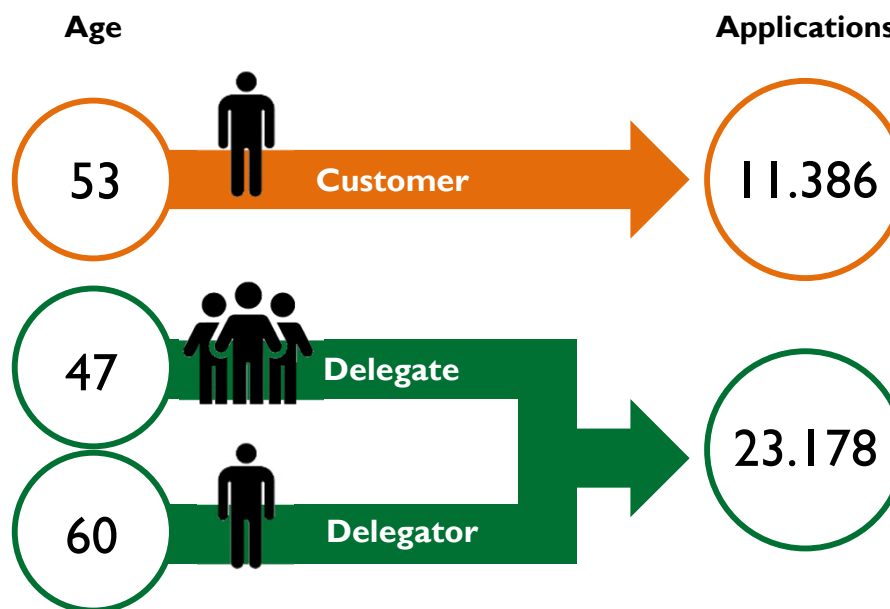 Age
Applications
53
Customer
11.386
47
Delegate
23.178
60
Delegator